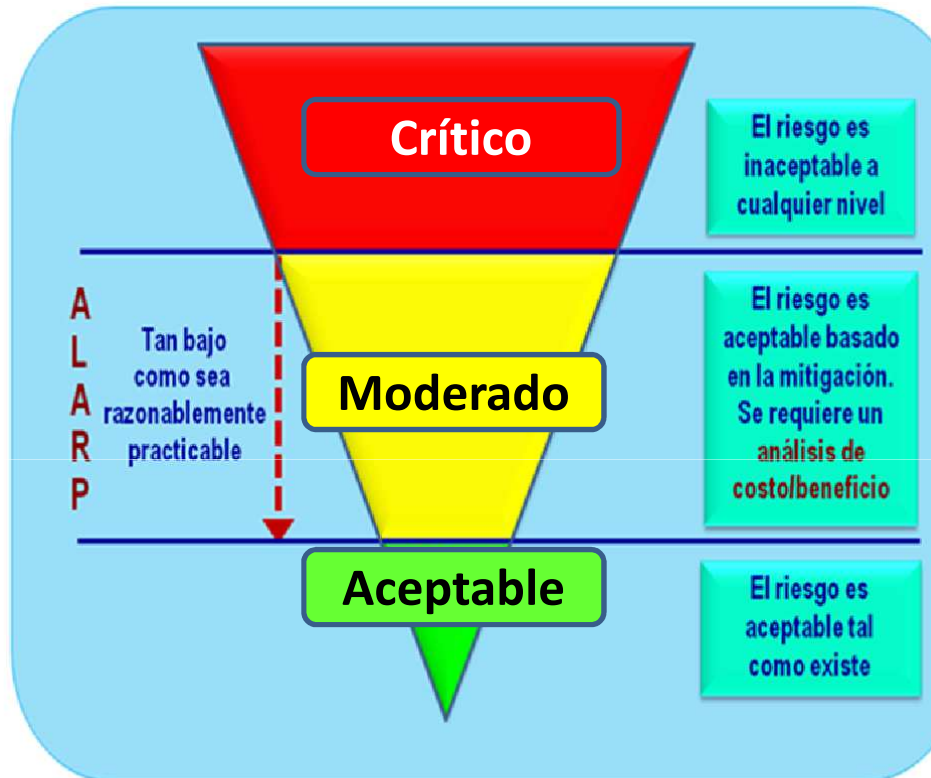 Crítico
El riesgo es
inaceptable a
cualquier nivel
A
L
A
R
P
Tan bajo
como sea
razonablemente
practicable
Moderado
El riesgo es
aceptable basado
en la mitigación.
Se requiere un
análisis de
costo/beneficio
Aceptable
El riesgo es
aceptable tal
como existe